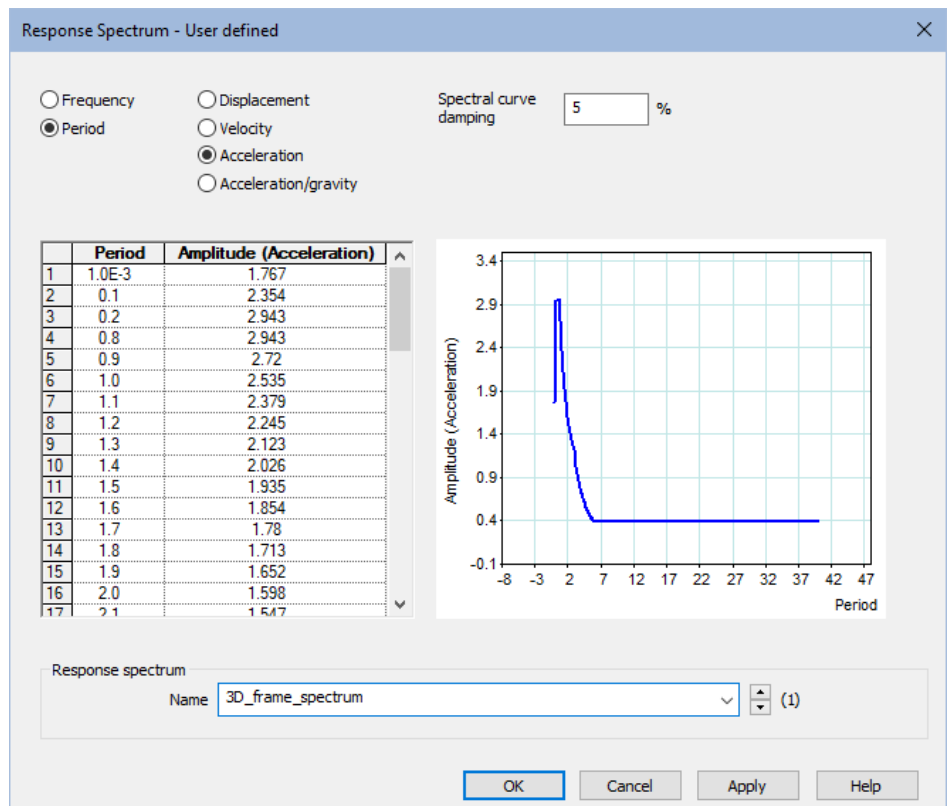 Response Spectrum - User defined
Frequency
Period
Displacement
Velocity
Acceleration
Acceleration/gravity
Spectral curve
damping
5 %
Period Amplitude (Acceleration)
1 1.0E-3 1.767
2 0.1 2.354
3 0.2 2.943
4 0.8 2.943
5 0.9 2.72
6 1.0 2.535
7 1.1 2.379
8 1.2 2.245
9 1.3 2.123
10 1.4 2.026
11 1.5 1.935
12 1.6 1.854
13 1.7 1.78
14 1.8 1.713
15 1.9 1.652
16 2.0 1.598
17 2.1 1.547
Amplitude (Acceleration)
3.4
2.9
2.4
1.9
1.4
0.9
0.4
-0.1
-8 -3 2 7 12 17 22 27 32 37 42 47
Period
Response spectrum
Name 3D_frame_spectrum (1)
OK Cancel Apply Help